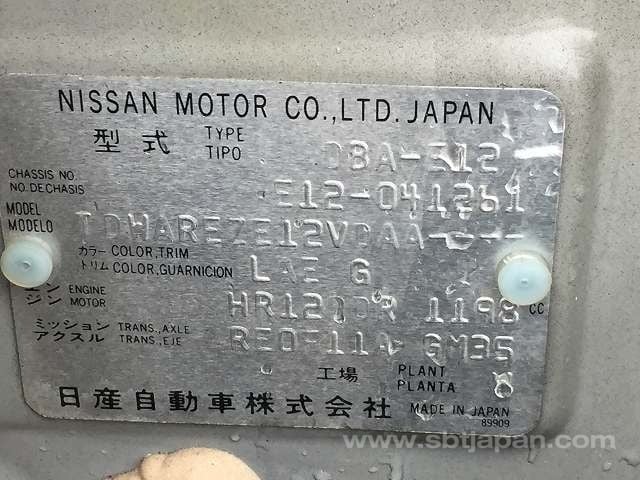 NISSAN MOTOR CO.,LTD. JAPAN
型式 TYPE TIPO DBA-E12
CHASSIS NO. NO. DE CHASIS E12-041261
MODEL MODELO
カラー COLOR,TRIM トリム COLOR,GUARNICION LAE G
エンジン ENGINE MOTOR HR12DDR 1198 CC
ミッション TRANS.,AXLE アクスル TRANS.,EJE RE0F11A GM35
工場 PLANT PLANTA
日産自動車株式会社 MADE IN JAPAN
89909
www.sbtjapan.com